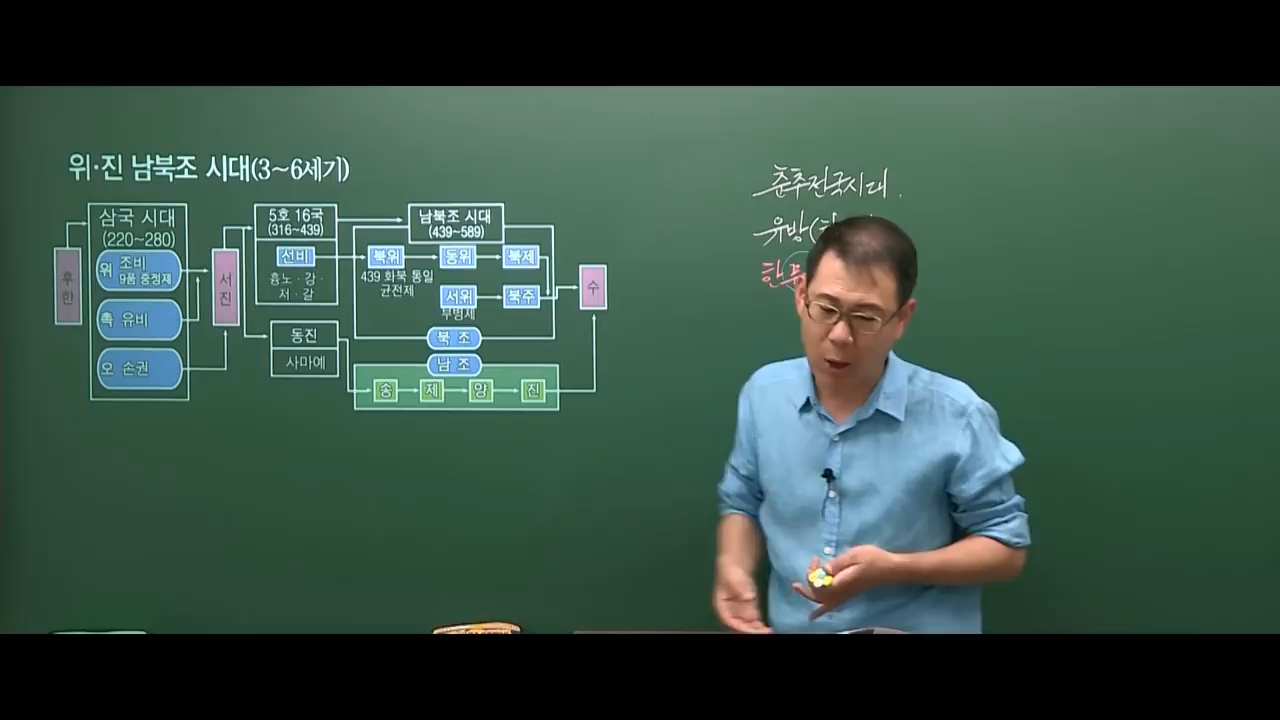 위·진 남북조 시대(3~6세기)
후한
삼국 시대
(220~280)
위 조비
9품 중정제
촉 유비
오 손권
서진
5호 16국
(316~439)
선비
흉노·강·
저·갈
동진
사마예
남북조 시대
(439~589)
북위
동위
북제
439 화북 통일
균전제
서위
북주
부병제
북 조
남 조
송
제
양
진
수
춘추전국시대.
유방(